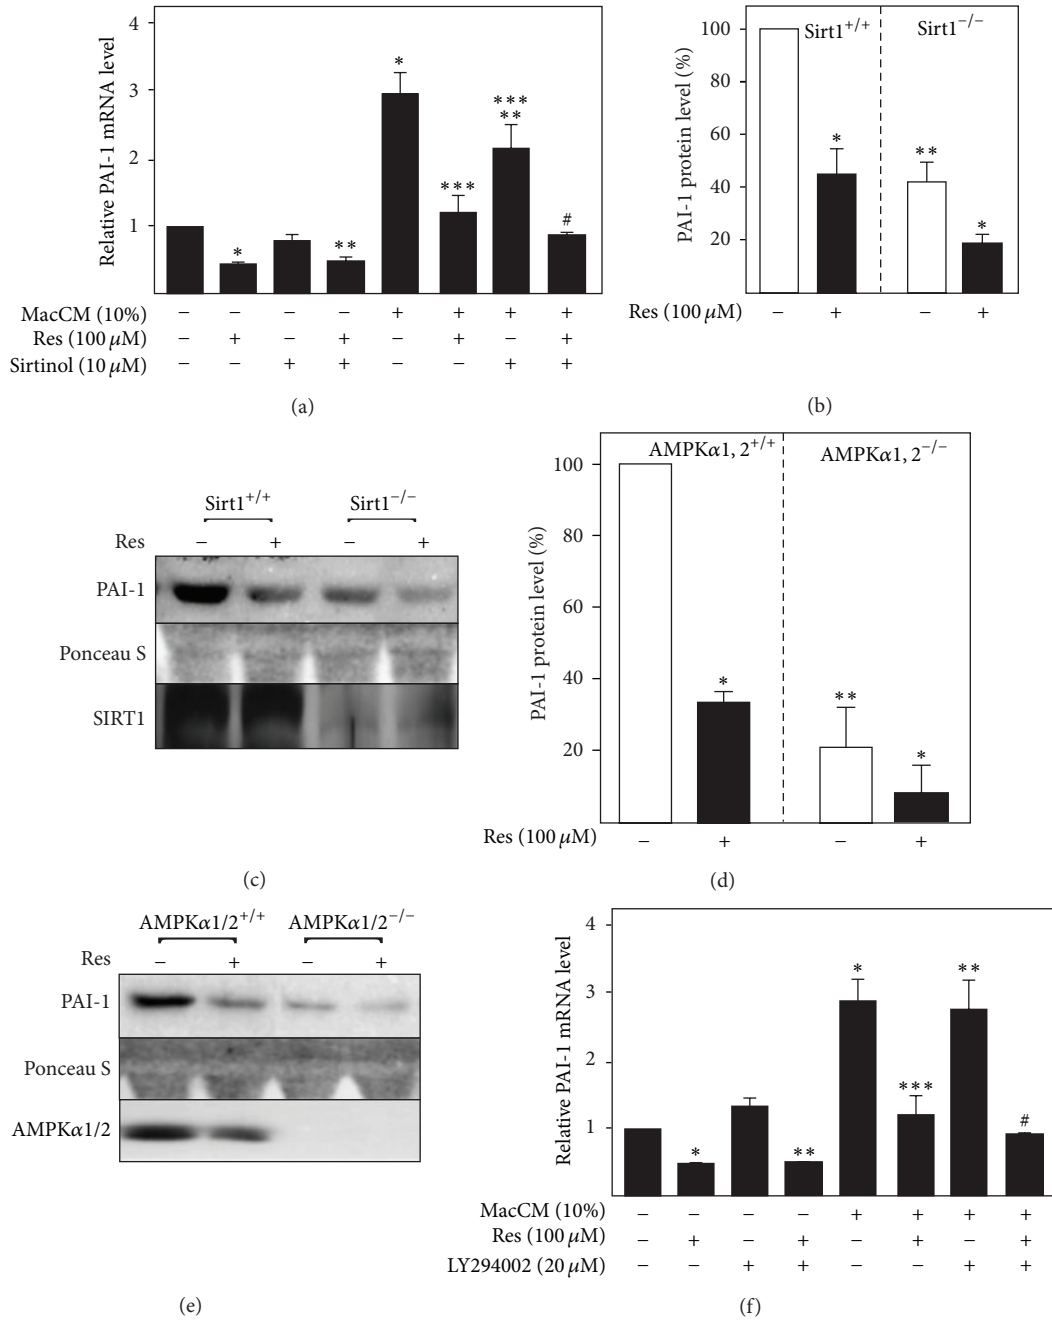 4
3
2
1
Relative PAI-1 mRNA level
*
*
**
*
***
***
**
#
MacCM (10%) − − − − + + + +
Res (100 μM) − + − + − + − +
Sirtinol (10 μM) − − + + − − + +
(a)
100
80
60
40
20
PAI-1 protein level (%)
Sirt1+/+ Sirt1−/−
*
**
*
Res (100 μM) − + − +
(b)
Sirt1+/+ Sirt1−/−
Res − + − +
PAI-1
Ponceau S
SIRT1
(c)
100
80
60
40
20
PAI-1 protein level (%)
AMPKα1, 2+/+ AMPKα1, 2−/−
*
**
*
Res (100 μM) − + − +
(d)
AMPKα1/2+/+ AMPKα1/2−/−
Res − + − +
PAI-1
Ponceau S
AMPKα1/2
(e)
4
3
2
1
Relative PAI-1 mRNA level
*
**
*
***
**
#
MacCM (10%) − − − − + + + +
Res (100 μM) − + − + − + − +
LY294002 (20 μM) − − + + − − + +
(f)